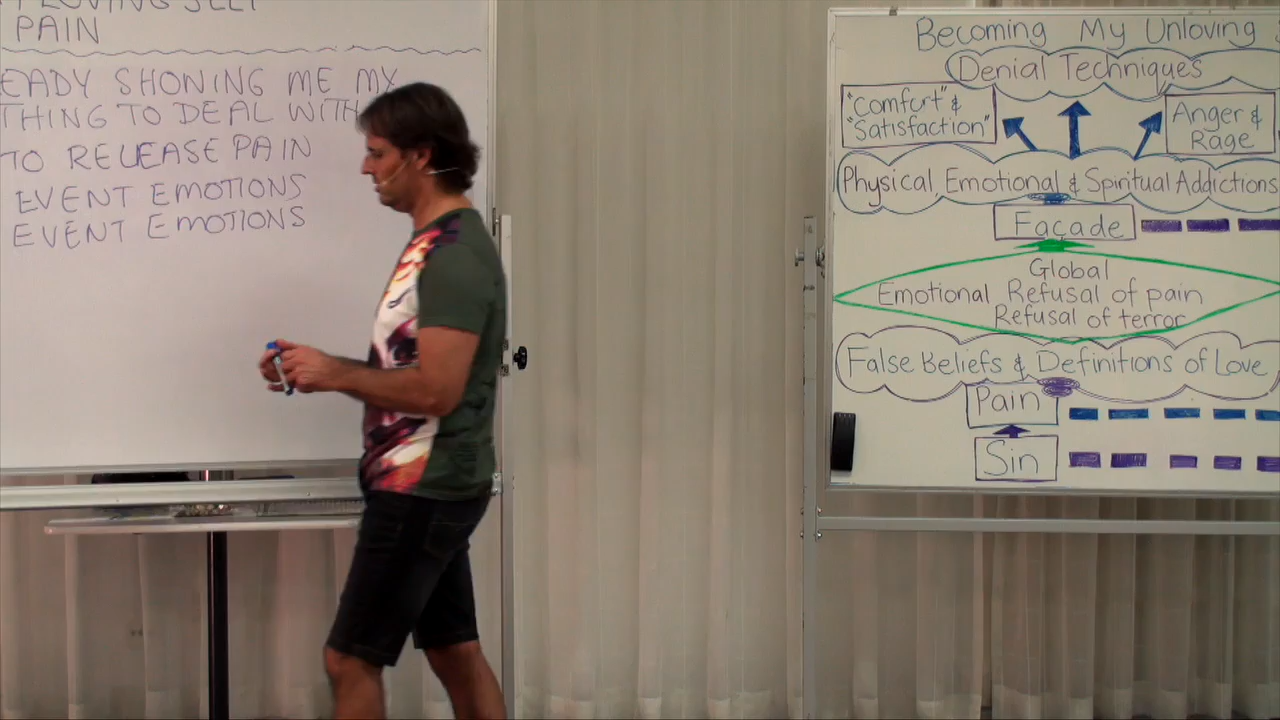 PAIN
EADY SHONING ME MY
THING TO DEAL WITH
TO RELEASE PAIN
EVENT EMOTIONS
EVENT EMOTIONS
Becoming My Unloving
Denial Techniques
"Comfort" &
"Satisfaction"
Anger &
Rage
Physical, Emotional & Spiritual Addictions
Façade
Global
Emotional Refusal of pain
Refusal of terror
False Beliefs & Definitions of Love
Pain
Sin